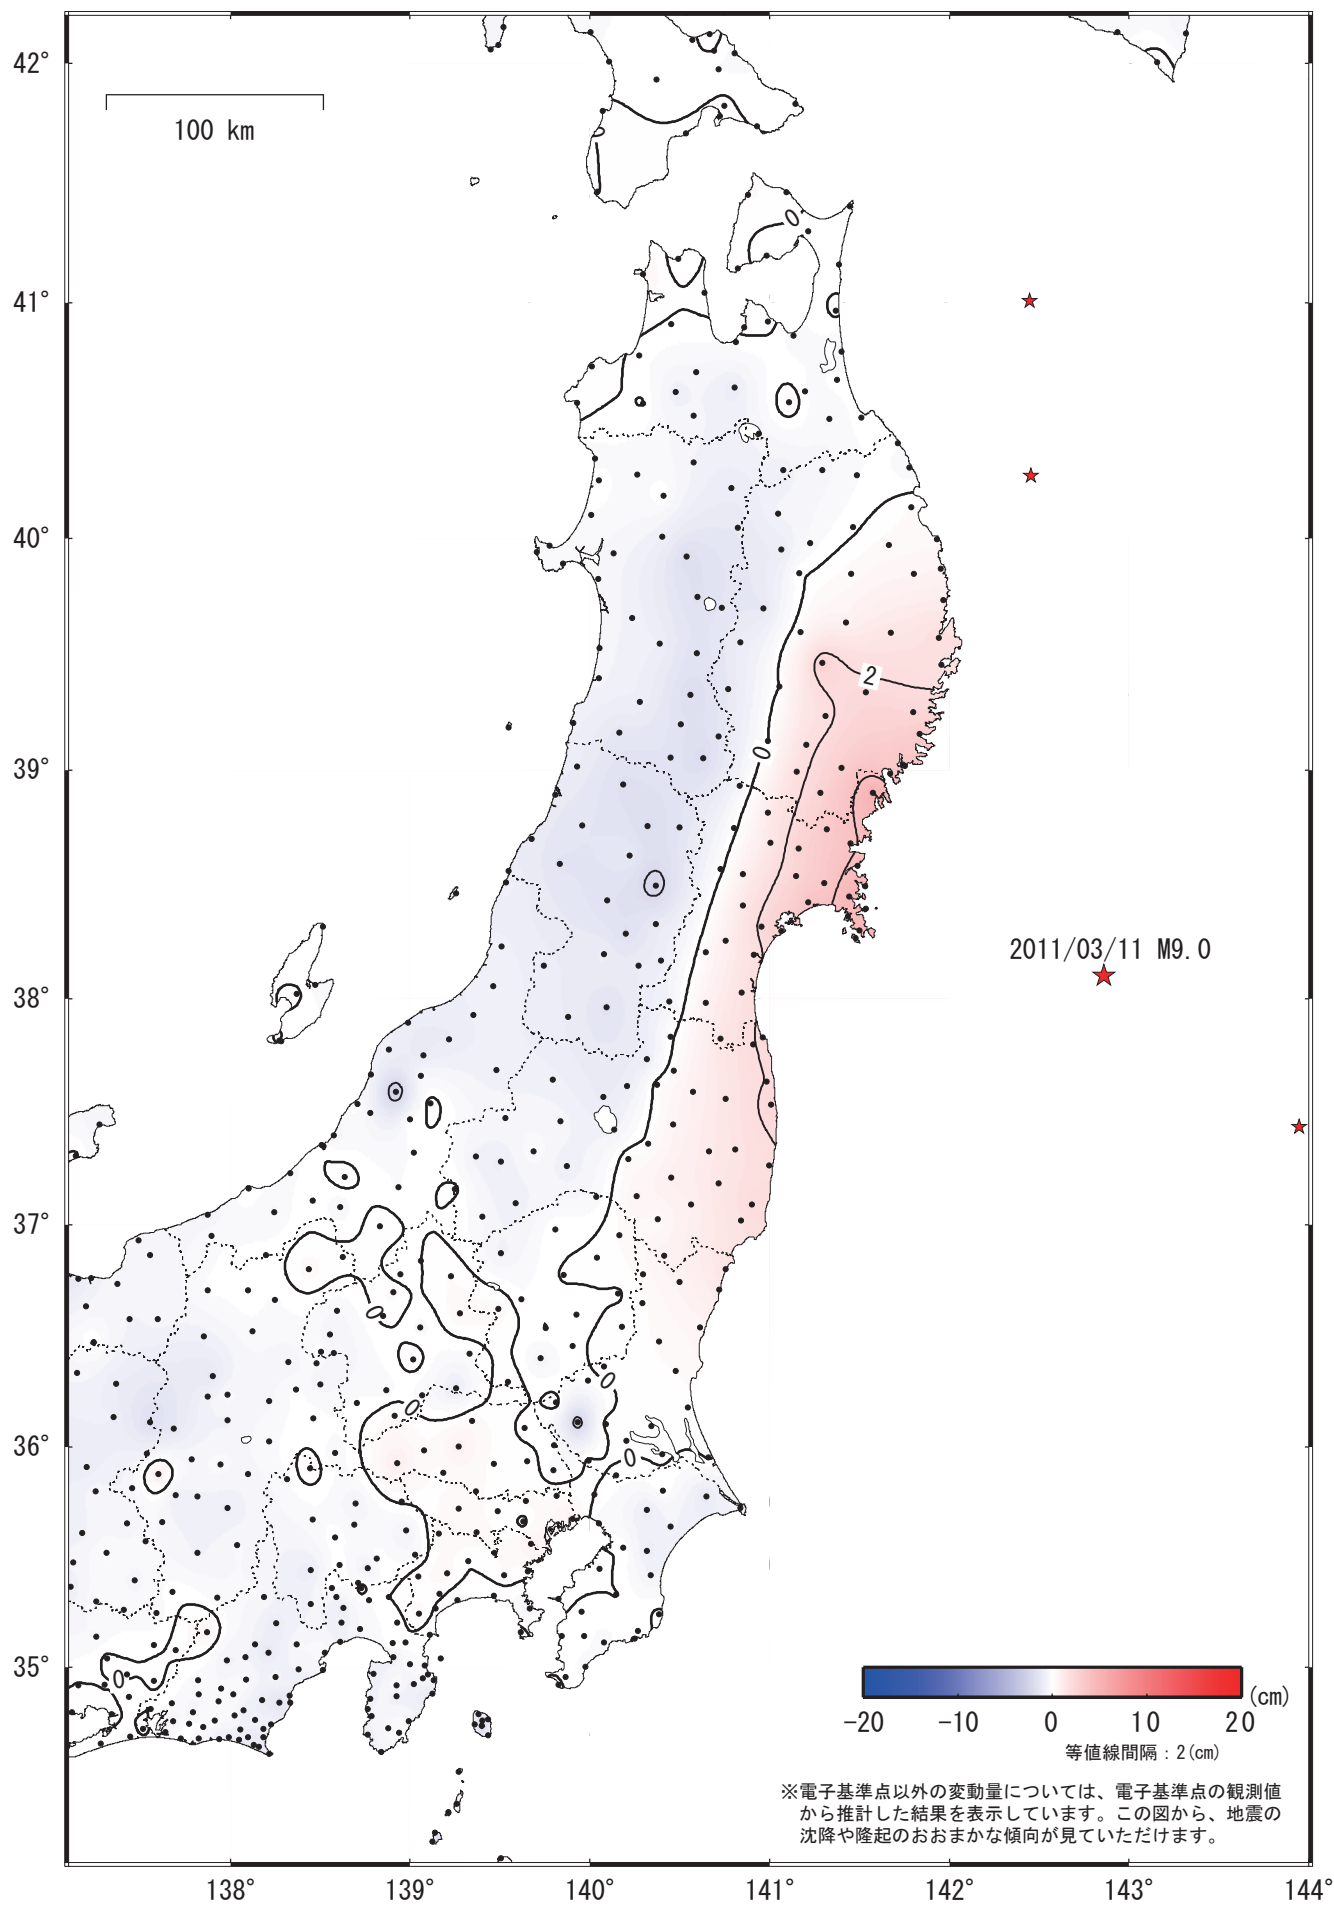 42°
100 km
0
0
41°
40°
2
39°
0
2011/03/11 M9.0
38°
37°
0
0
0
36°
0
35°
0
(cm)
-20 -10 0 10 20
等値線間隔：2(cm)
※電子基準点以外の変動量については、電子基準点の観測値
から推計した結果を表示しています。この図から、地震の
沈降や隆起のおおまかな傾向が見ていただけます。
138° 139° 140° 141° 142° 143° 144°